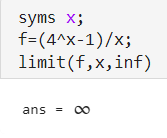 syms x;
f=(4^x-1)/x;
limit(f,x,inf)
ans = ∞